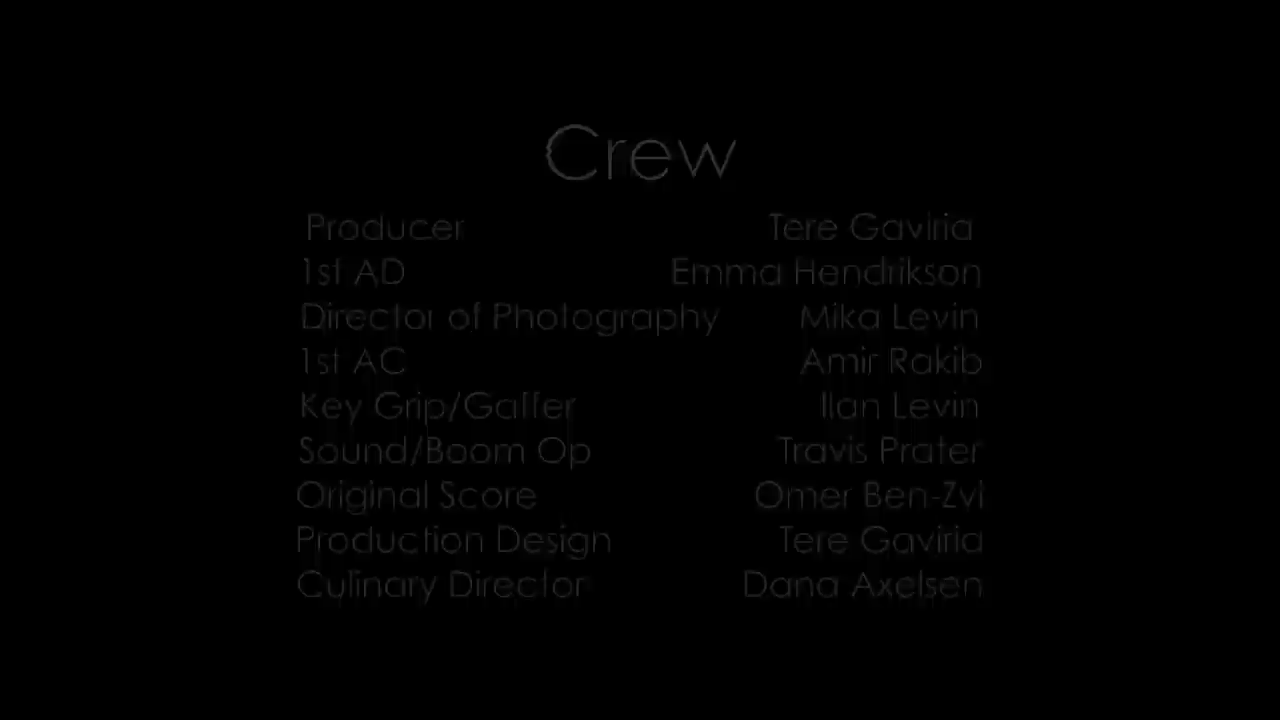 Crew
Producer Tere Gaviria
1st AD Emma Hendrikson
Director of Photography Mika Levin
1st AC Amir Rakib
Key Grip/Gaffer Ilan Levin
Sound/Boom Op Travis Prater
Original Score Omer Ben-Zvi
Production Design Tere Gaviria
Culinary Director Dana Axelsen